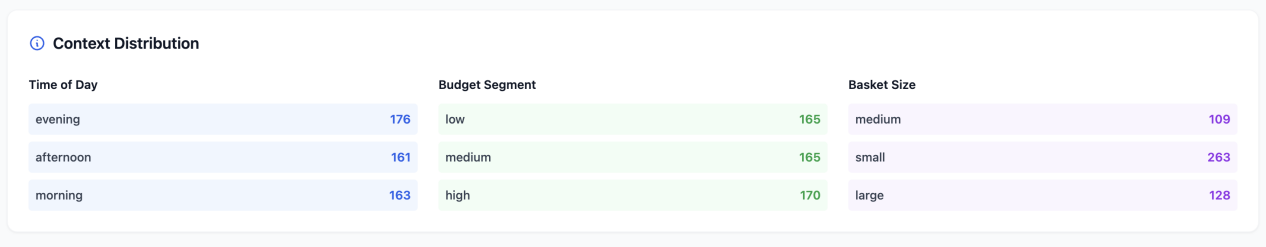 Context Distribution
Time of Day
evening 176
afternoon 161
morning 163
Budget Segment
low 165
medium 165
high 170
Basket Size
medium 109
small 263
large 128